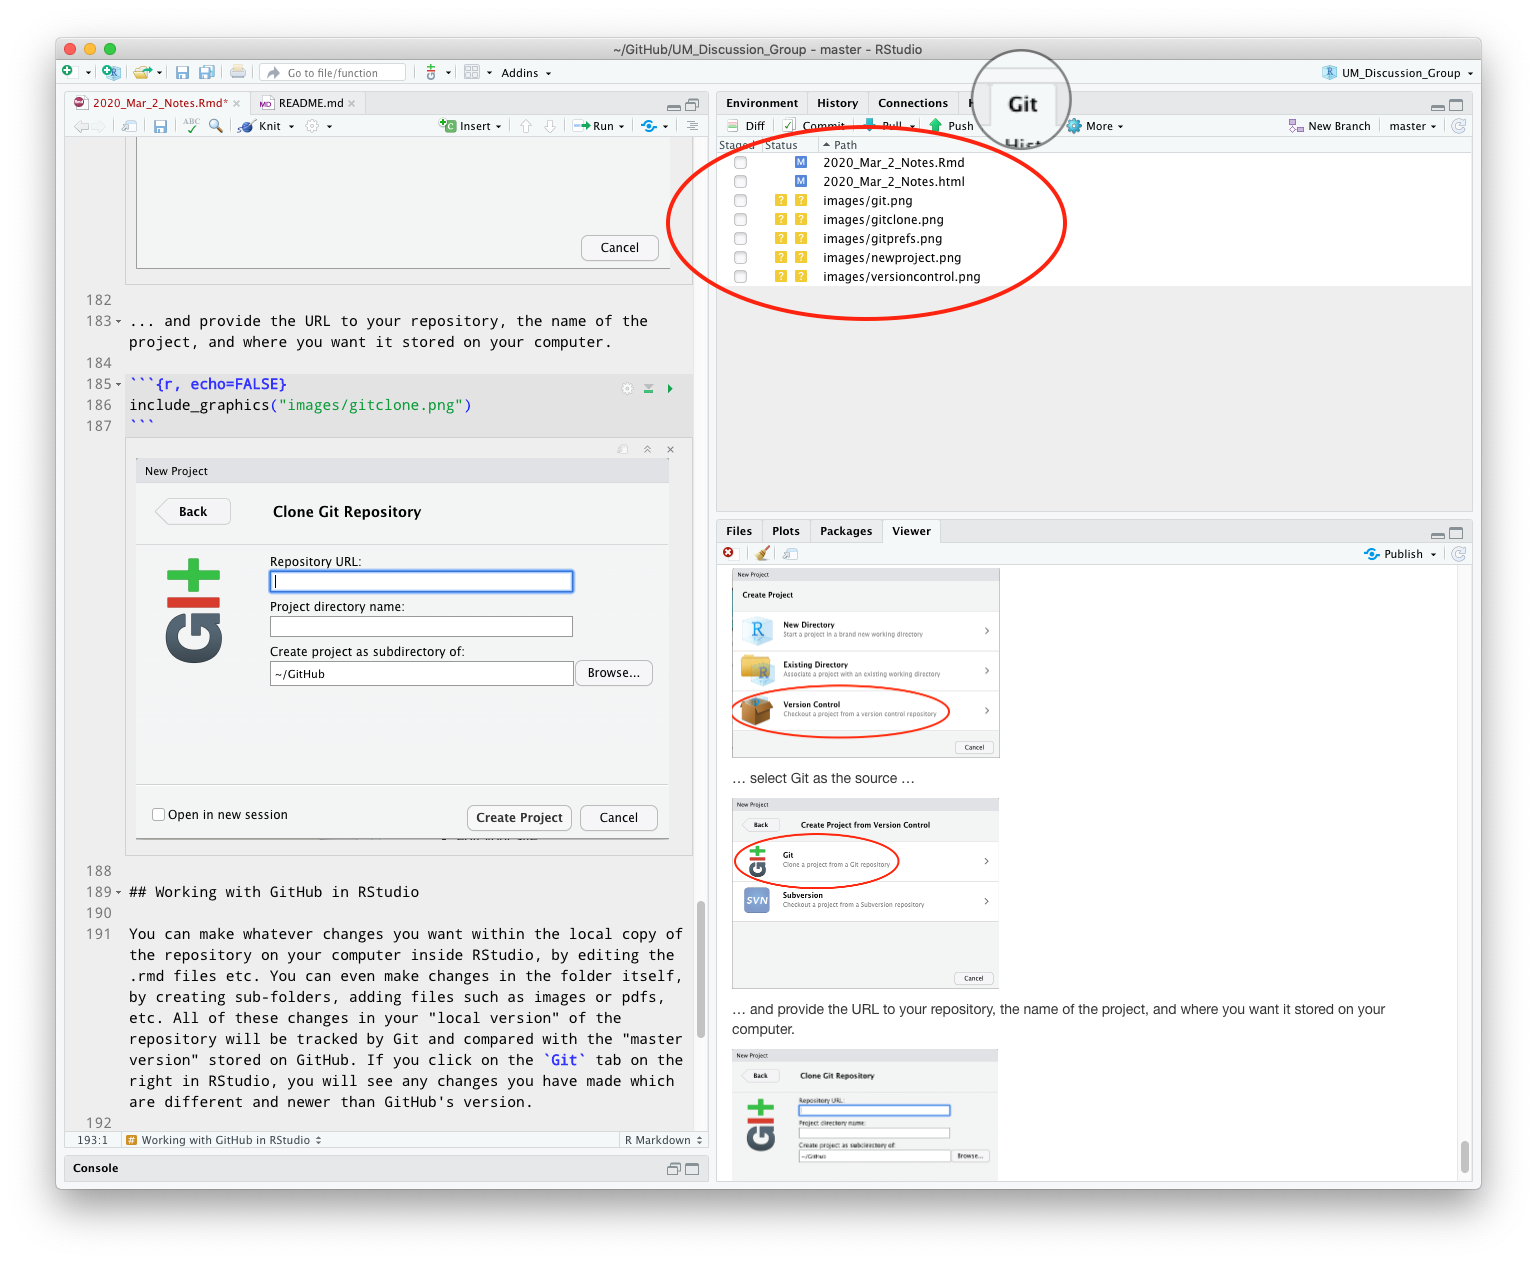 ~/GitHub/UM_Discussion_Group - master - RStudio
Go to file/function
Addins
UM_Discussion_Group
2020_Mar_2_Notes.Rmd*
README.md
ABC
Knit
Insert
Run
Cancel
182
183 ... and provide the URL to your repository, the name of the
project, and where you want it stored on your computer.
184
185 ```{r, echo=FALSE}
186 include_graphics("images/gitclone.png")
187 ```
New Project
Back
Clone Git Repository
git
Repository URL:
Project directory name:
Create project as subdirectory of:
~/GitHub
Browse...
Open in new session
Create Project
Cancel
188
189 ## Working with GitHub in RStudio
190
191 You can make whatever changes you want within the local copy of
the repository on your computer inside RStudio, by editing the
.rmd files etc. You can even make changes in the folder itself,
by creating sub-folders, adding files such as images or pdfs,
etc. All of these changes in your "local version" of the
repository will be tracked by Git and compared with the "master
version" stored on GitHub. If you click on the `Git` tab on the
right in RStudio, you will see any changes you have made which
are different and newer than GitHub's version.
192
193:1 # Working with GitHub in RStudio
R Markdown
Console
Environment History Connections
Git
Diff Commit Pull Push More New Branch master
Staged Status Path
M 2020_Mar_2_Notes.Rmd
M 2020_Mar_2_Notes.html
? ? images/git.png
? ? images/gitclone.png
? ? images/gitprefs.png
? ? images/newproject.png
? ? images/versioncontrol.png
Files Plots Packages Viewer
Publish
New Project
Create Project
New Directory
Start a project in a brand new working directory
Existing Directory
Associate a project with an existing working directory
Version Control
Checkout a project from a version control repository
Cancel
… select Git as the source …
New Project
Back
Create Project from Version Control
git
Git
Clone a project from a Git repository
SVN
Subversion
Checkout a project from a Subversion repository
Cancel
… and provide the URL to your repository, the name of the project, and where you want it stored on your
computer.
New Project
Back
Clone Git Repository
git
Repository URL:
Project directory name:
Create project as subdirectory of:
~/GitHub
Browse...